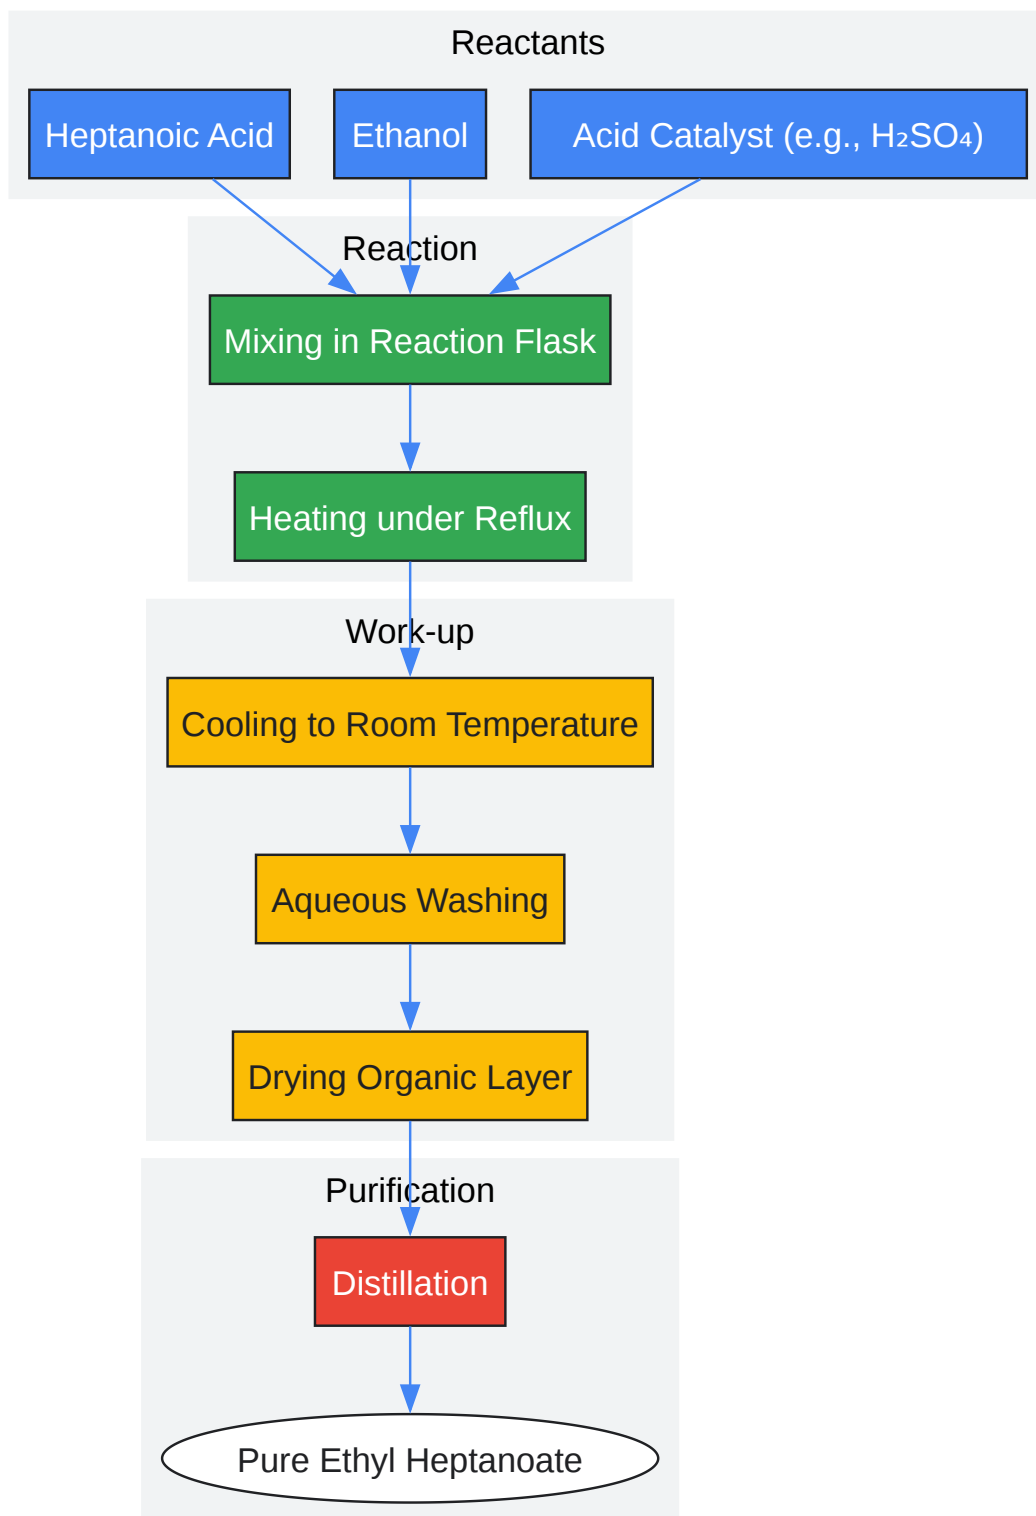 Reactants
Heptanoic Acid
Ethanol
Acid Catalyst (e.g., H₂SO₄)
Reaction
Mixing in Reaction Flask
Heating under Reflux
Work-up
Cooling to Room Temperature
Aqueous Washing
Drying Organic Layer
Purification
Distillation
Pure Ethyl Heptanoate